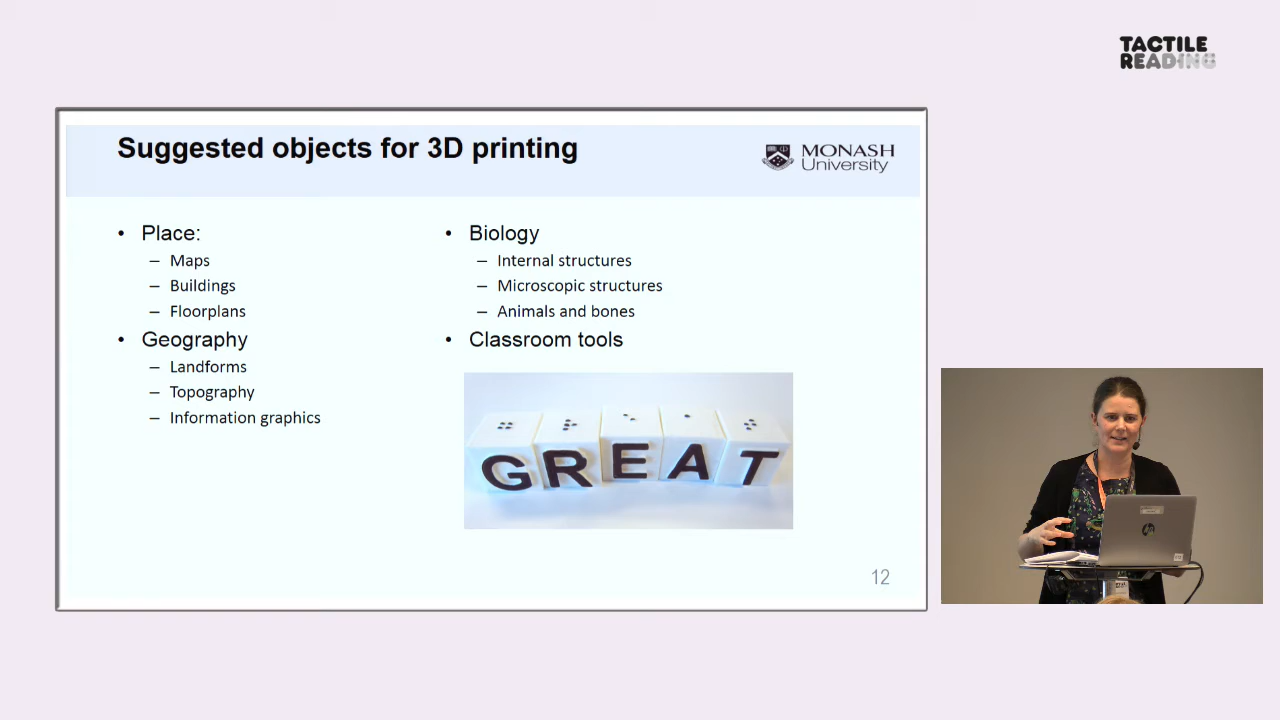 TACTILE
READING
Suggested objects for 3D printing
MONASH
University
• Place:
– Maps
– Buildings
– Floorplans
• Geography
– Landforms
– Topography
– Information graphics
• Biology
– Internal structures
– Microscopic structures
– Animals and bones
• Classroom tools
GREAT
12
hp